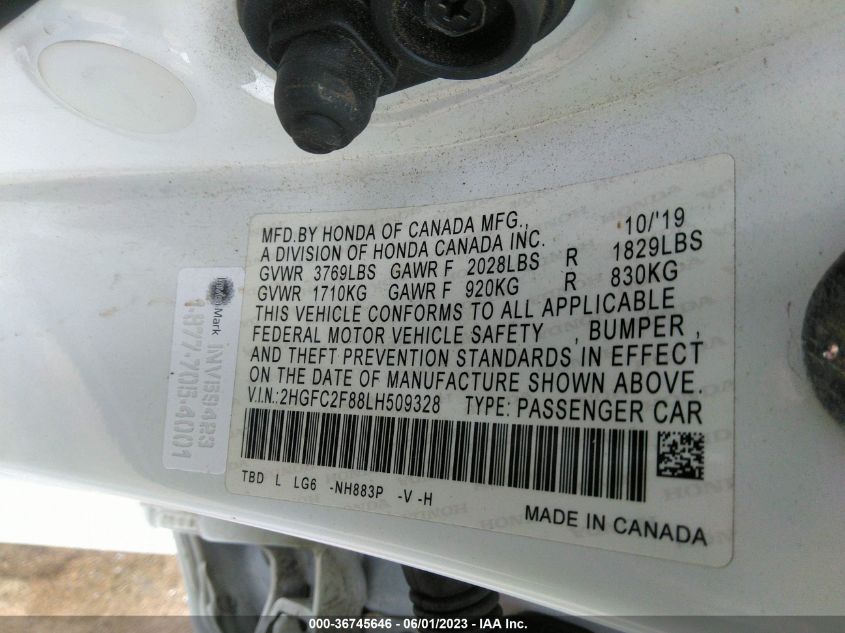 MFD.BY HONDA OF CANADA MFG., 10/'19
A DIVISION OF HONDA CANADA INC.
GVWR 3769LBS GAWR F 2028LBS R 1829LBS
GVWR 1710KG GAWR F 920KG R 830KG
THIS VEHICLE CONFORMS TO ALL APPLICABLE
FEDERAL MOTOR VEHICLE SAFETY , BUMPER ,
AND THEFT PREVENTION STANDARDS IN EFFECT
ON THE DATE OF MANUFACTURE SHOWN ABOVE.
V.I.N.:2HGFC2F88LH509328 TYPE: PASSENGER CAR
TBD L LG6 -NH883P -V -H
MADE IN CANADA
Mark INV89423
1-877-705-4001
000-36745646 - 06/01/2023 - IAA Inc.